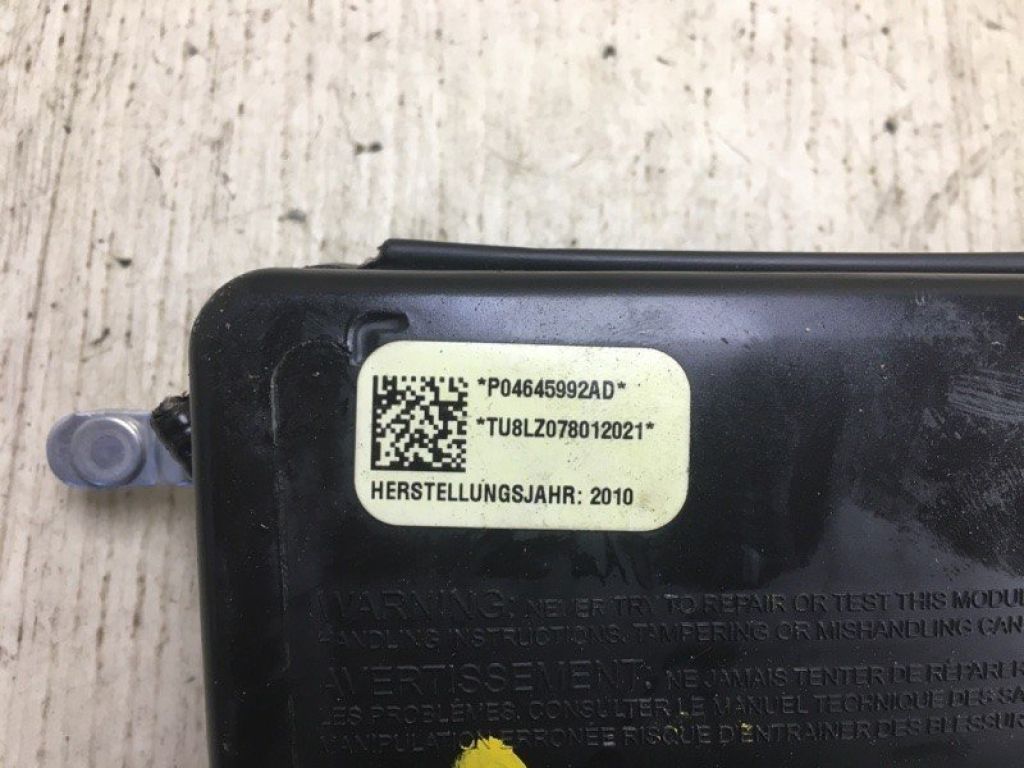 *P04645992AD*
*TU8LZ078012021*
HERSTELLUNGSJAHR: 2010
WARNING: NEVER TRY TO REPAIR OR TEST THIS MODUL
HANDLING INSTRUCTIONS. TAMPERING OR MISHANDLING CAN
AVERTISSEMENT: NE JAMAIS TENTER DE RÉPARER
LES PROBLÈMES. CONSULTER LE MANUEL TECHNIQUE DES SA
MANIPULATION ERRONÉE RISQUE D'ENTRAINER DES BLESSUR